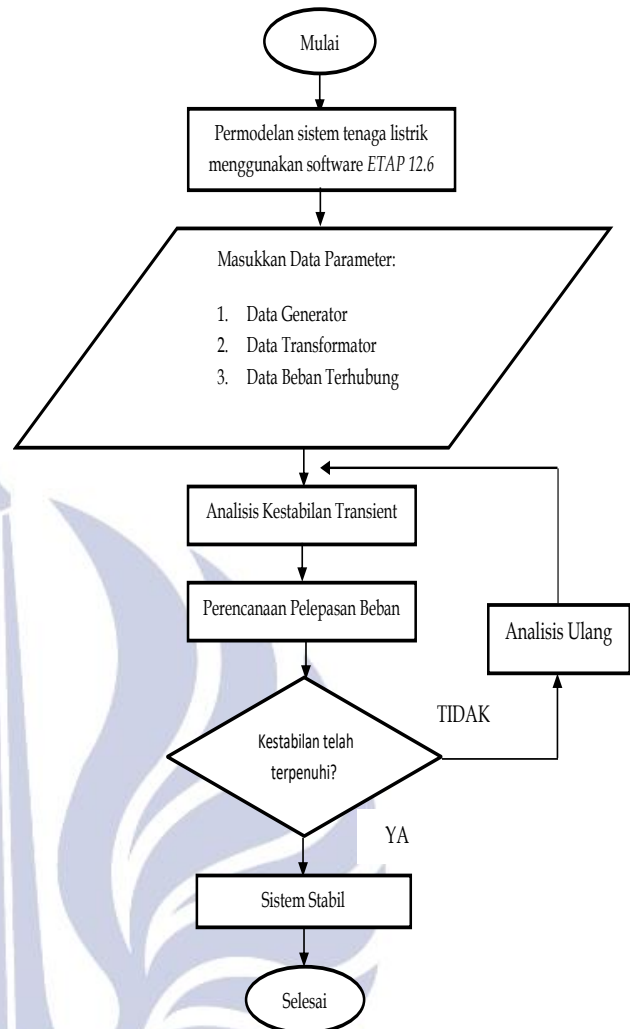 Mulai
Permodelan sistem tenaga listrik
menggunakan software ETAP 12.6
Masukkan Data Parameter:
1. Data Generator
2. Data Transformator
3. Data Beban Terhubung
Analisis Kestabilan Transient
Perencanaan Pelepasan Beban
Analisis Ulang
TIDAK
Kestabilan telah
terpenuhi?
YA
Sistem Stabil
Selesai